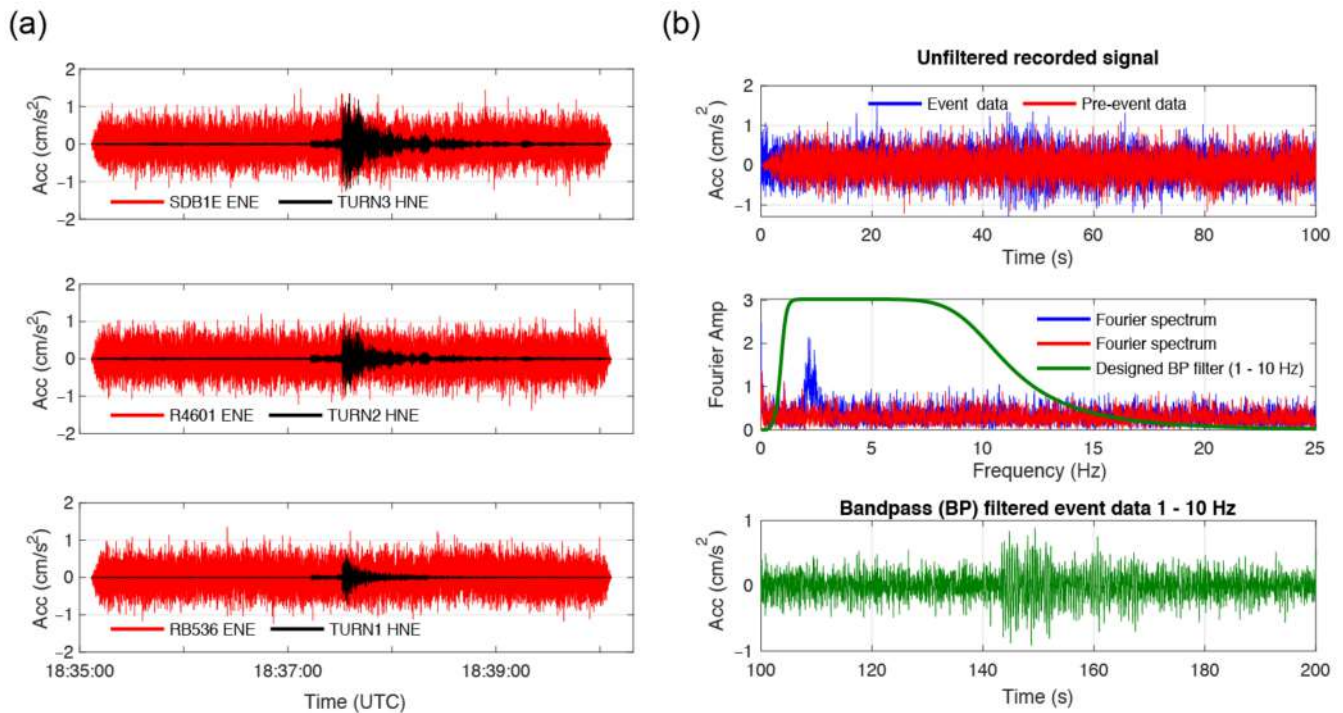 (a)
2
1
0
−1
−2
Acc (cm/s²)
SDB1E ENE TURN3 HNE
2
1
0
−1
−2
Acc (cm/s²)
R4601 ENE TURN2 HNE
2
1
0
−1
−2
Acc (cm/s²)
RB536 ENE TURN1 HNE
18:35:00 18:37:00 18:39:00
Time (UTC)
(b)
Unfiltered recorded signal
2
1
0
−1
Acc (cm/s²)
Event data Pre-event data
0 20 40 60 80 100
Time (s)
3
2
1
0
Fourier Amp
Fourier spectrum
Fourier spectrum
Designed BP filter (1 - 10 Hz)
0 5 10 15 20 25
Frequency (Hz)
Bandpass (BP) filtered event data 1 - 10 Hz
1
0
−1
Acc (cm/s²)
100 120 140 160 180 200
Time (s)